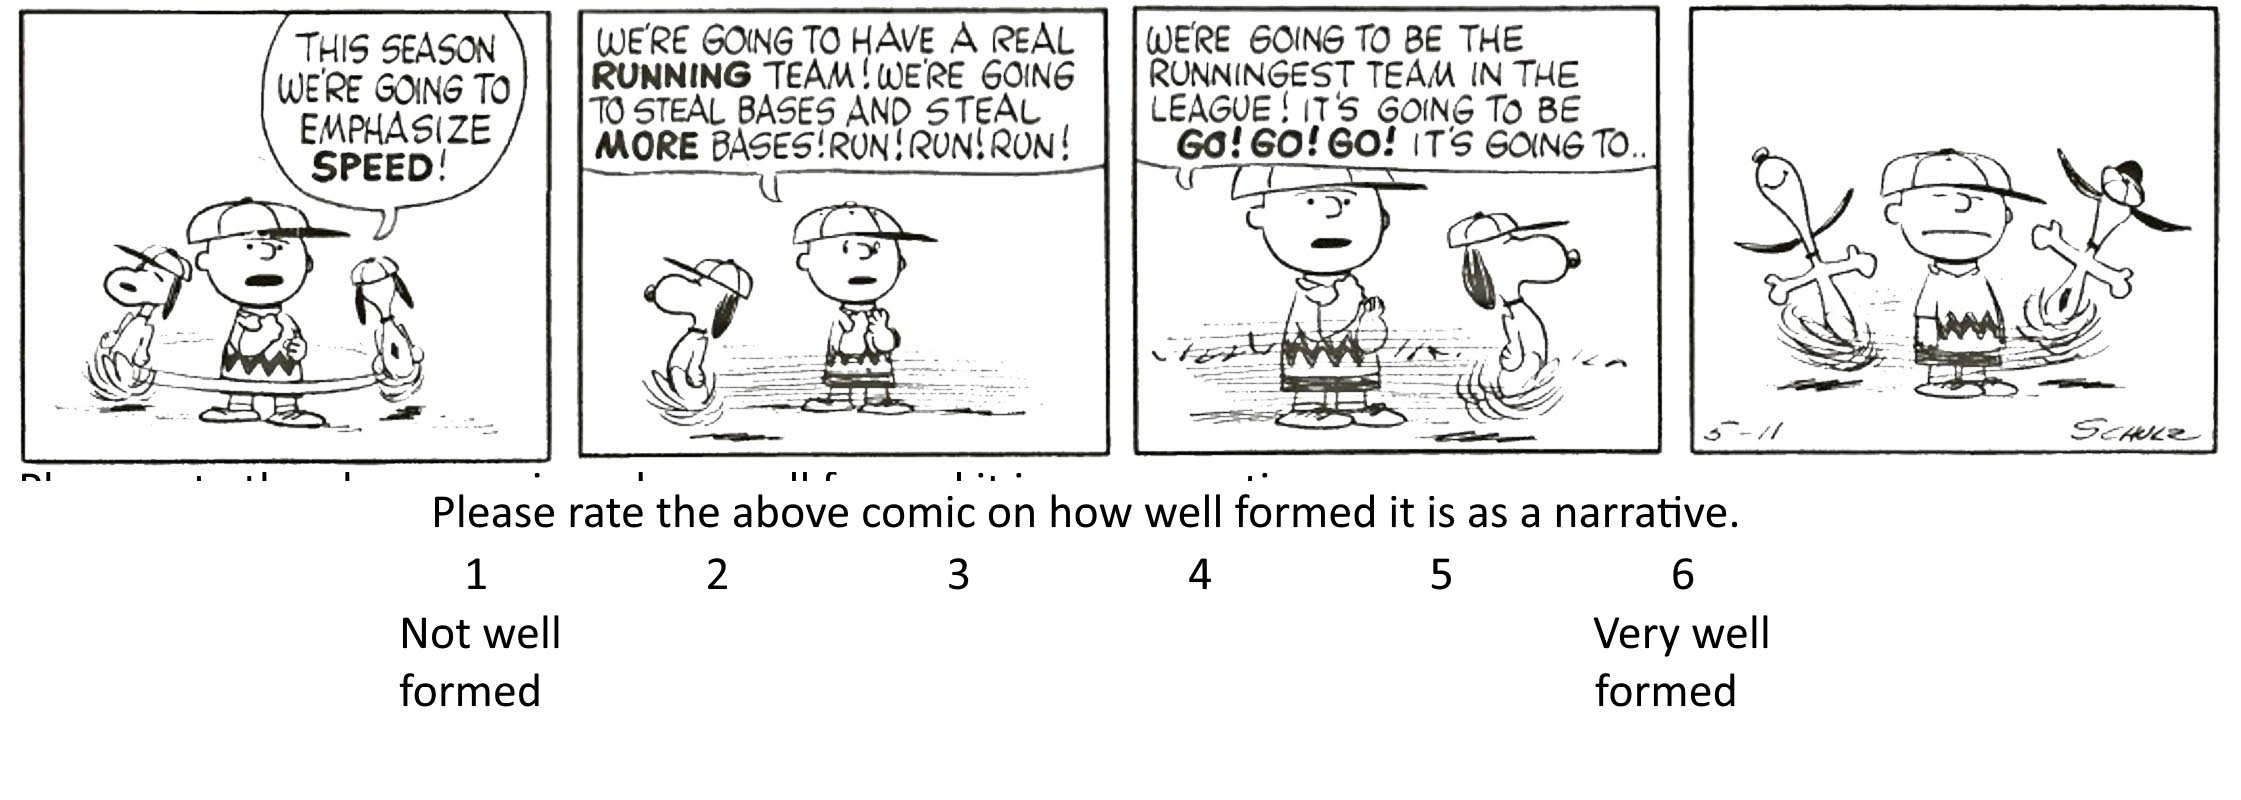 THIS SEASON
WE'RE GOING TO
EMPHASIZE
SPEED!
WE'RE GOING TO HAVE A REAL
RUNNING TEAM! WE'RE GOING
TO STEAL BASES AND STEAL
MORE BASES! RUN! RUN! RUN!
WE'RE GOING TO BE THE
RUNNINGEST TEAM IN THE
LEAGUE! IT'S GOING TO BE
GO! GO! GO! IT'S GOING TO..
5-11
SCHULZ
Please rate the above comic on how well formed it is as a narrative.
1 2 3 4 5 6
Not well
formed
Very well
formed